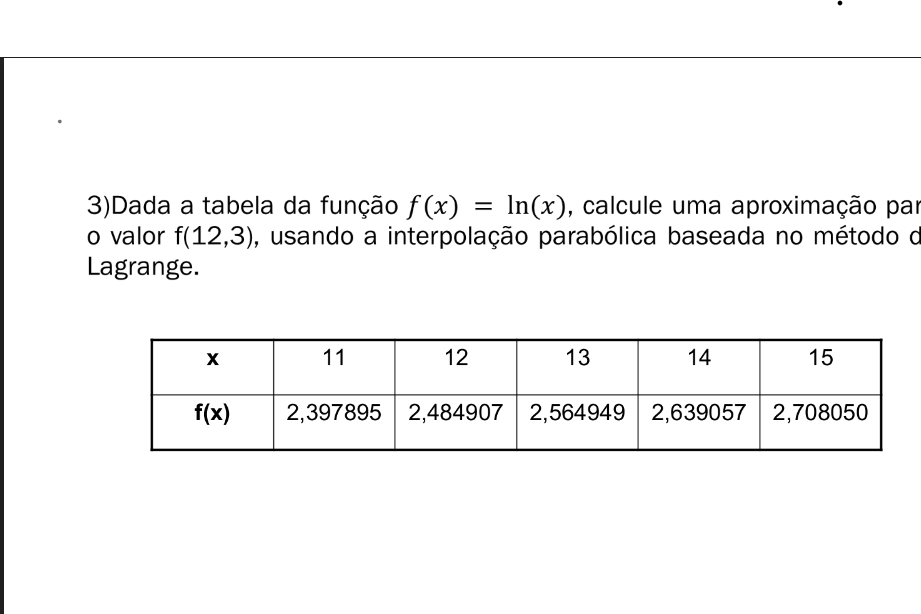 3)Dada a tabela da função f(x) = ln(x), calcule uma aproximação par
o valor f(12,3), usando a interpolação parabólica baseada no método d
Lagrange.
x 11 12 13 14 15
f(x) 2,397895 2,484907 2,564949 2,639057 2,708050